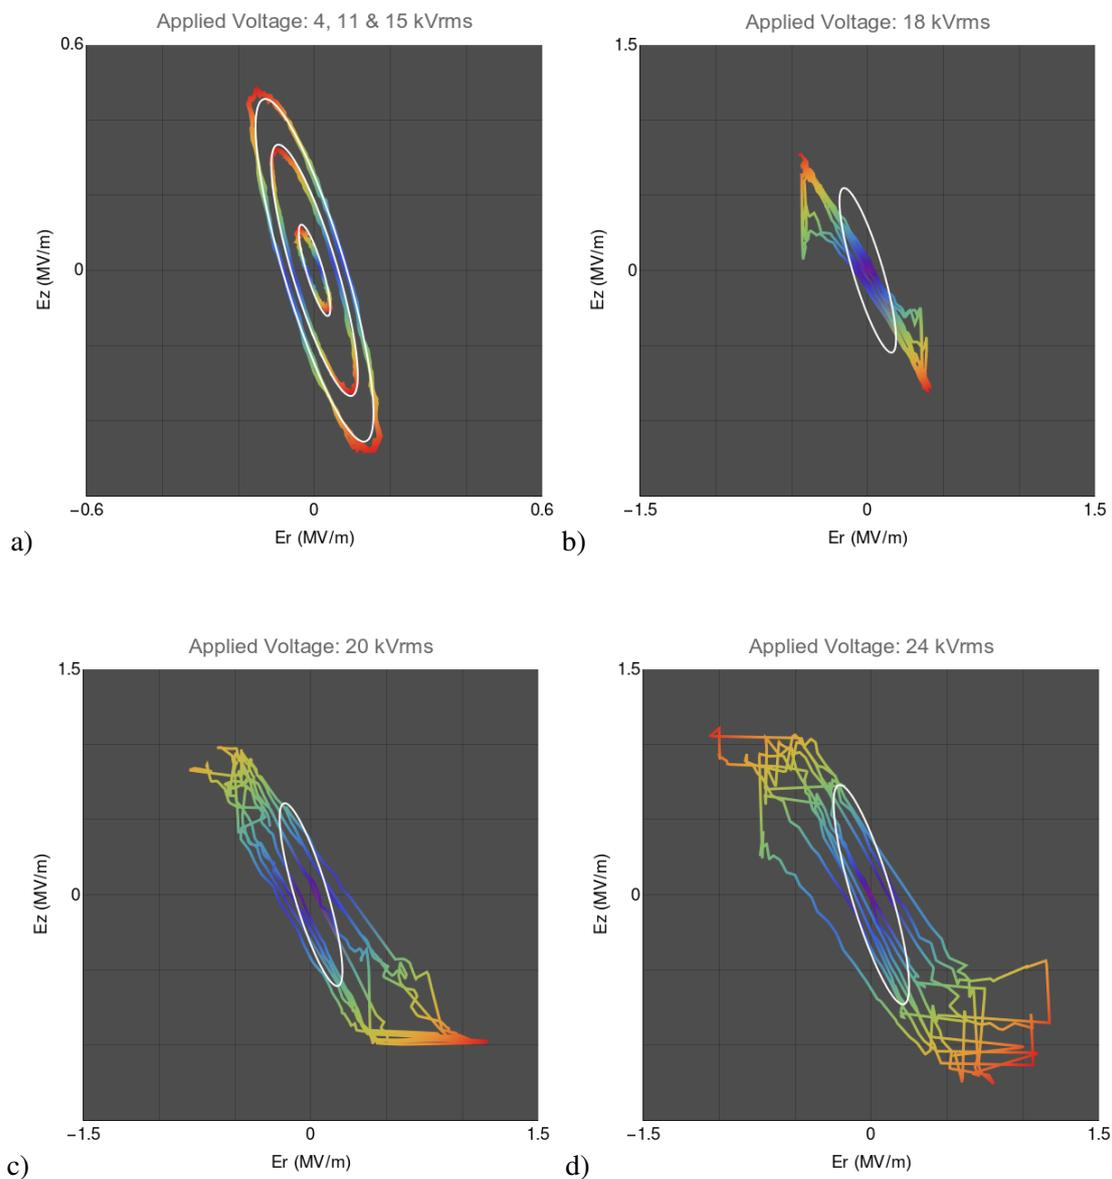 Applied Voltage: 4, 11 & 15 kVrms
0.6
Ez (MV/m)
0
−0.6
0
0.6
Er (MV/m)
a)
Applied Voltage: 18 kVrms
1.5
Ez (MV/m)
0
−1.5
0
1.5
Er (MV/m)
b)
Applied Voltage: 20 kVrms
1.5
Ez (MV/m)
0
−1.5
0
1.5
Er (MV/m)
c)
Applied Voltage: 24 kVrms
1.5
Ez (MV/m)
0
−1.5
0
1.5
Er (MV/m)
d)